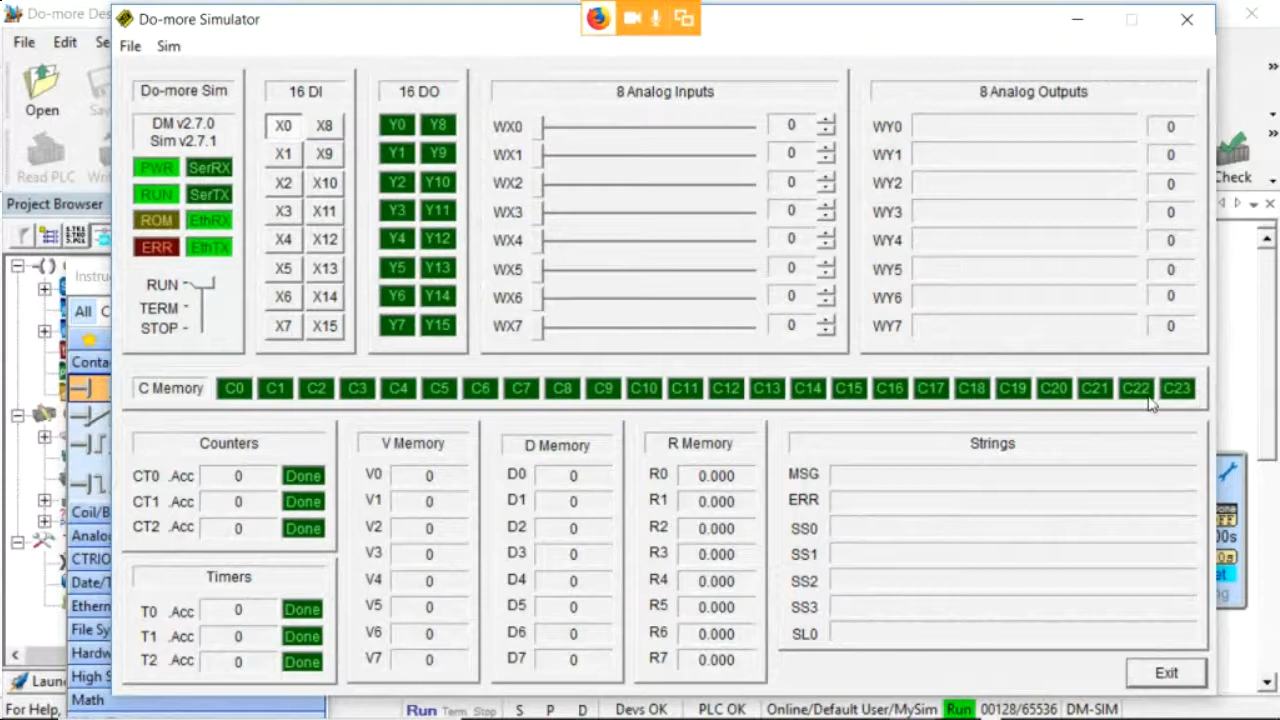 Do-more Des
Do-more Simulator
File Edit Se
File Sim
Open
Sav
Read PLC
Writ
Check
Project Browser
Instruc
All
Conta
Coil/B
Analo
CTRIO
Date/T
Ethern
File Sy
Hardw
High S
Math
Laun
For Help,
Do-more Sim
DM v2.7.0
Sim v2.7.1
PWR SerRX
RUN SerTX
ROM EthRX
ERR EthTX
RUN
TERM
STOP
16 DI
X0 X8
X1 X9
X2 X10
X3 X11
X4 X12
X5 X13
X6 X14
X7 X15
16 DO
Y0 Y8
Y1 Y9
Y2 Y10
Y3 Y11
Y4 Y12
Y5 Y13
Y6 Y14
Y7 Y15
8 Analog Inputs
WX0 0
WX1 0
WX2 0
WX3 0
WX4 0
WX5 0
WX6 0
WX7 0
8 Analog Outputs
WY0 0
WY1 0
WY2 0
WY3 0
WY4 0
WY5 0
WY6 0
WY7 0
C Memory C0 C1 C2 C3 C4 C5 C6 C7 C8 C9 C10 C11 C12 C13 C14 C15 C16 C17 C18 C19 C20 C21 C22 C23
Counters
CT0 .Acc 0 Done
CT1 .Acc 0 Done
CT2 .Acc 0 Done
Timers
T0 .Acc 0 Done
T1 .Acc 0 Done
T2 .Acc 0 Done
V Memory
V0 0
V1 0
V2 0
V3 0
V4 0
V5 0
V6 0
V7 0
D Memory
D0 0
D1 0
D2 0
D3 0
D4 0
D5 0
D6 0
D7 0
R Memory
R0 0.000
R1 0.000
R2 0.000
R3 0.000
R4 0.000
R5 0.000
R6 0.000
R7 0.000
Strings
MSG
ERR
SS0
SS1
SS2
SS3
SL0
Exit
00s
Run Term Stop S P D Devs OK PLC OK Online/Default User/MySim Run 00128/65536 DM-SIM